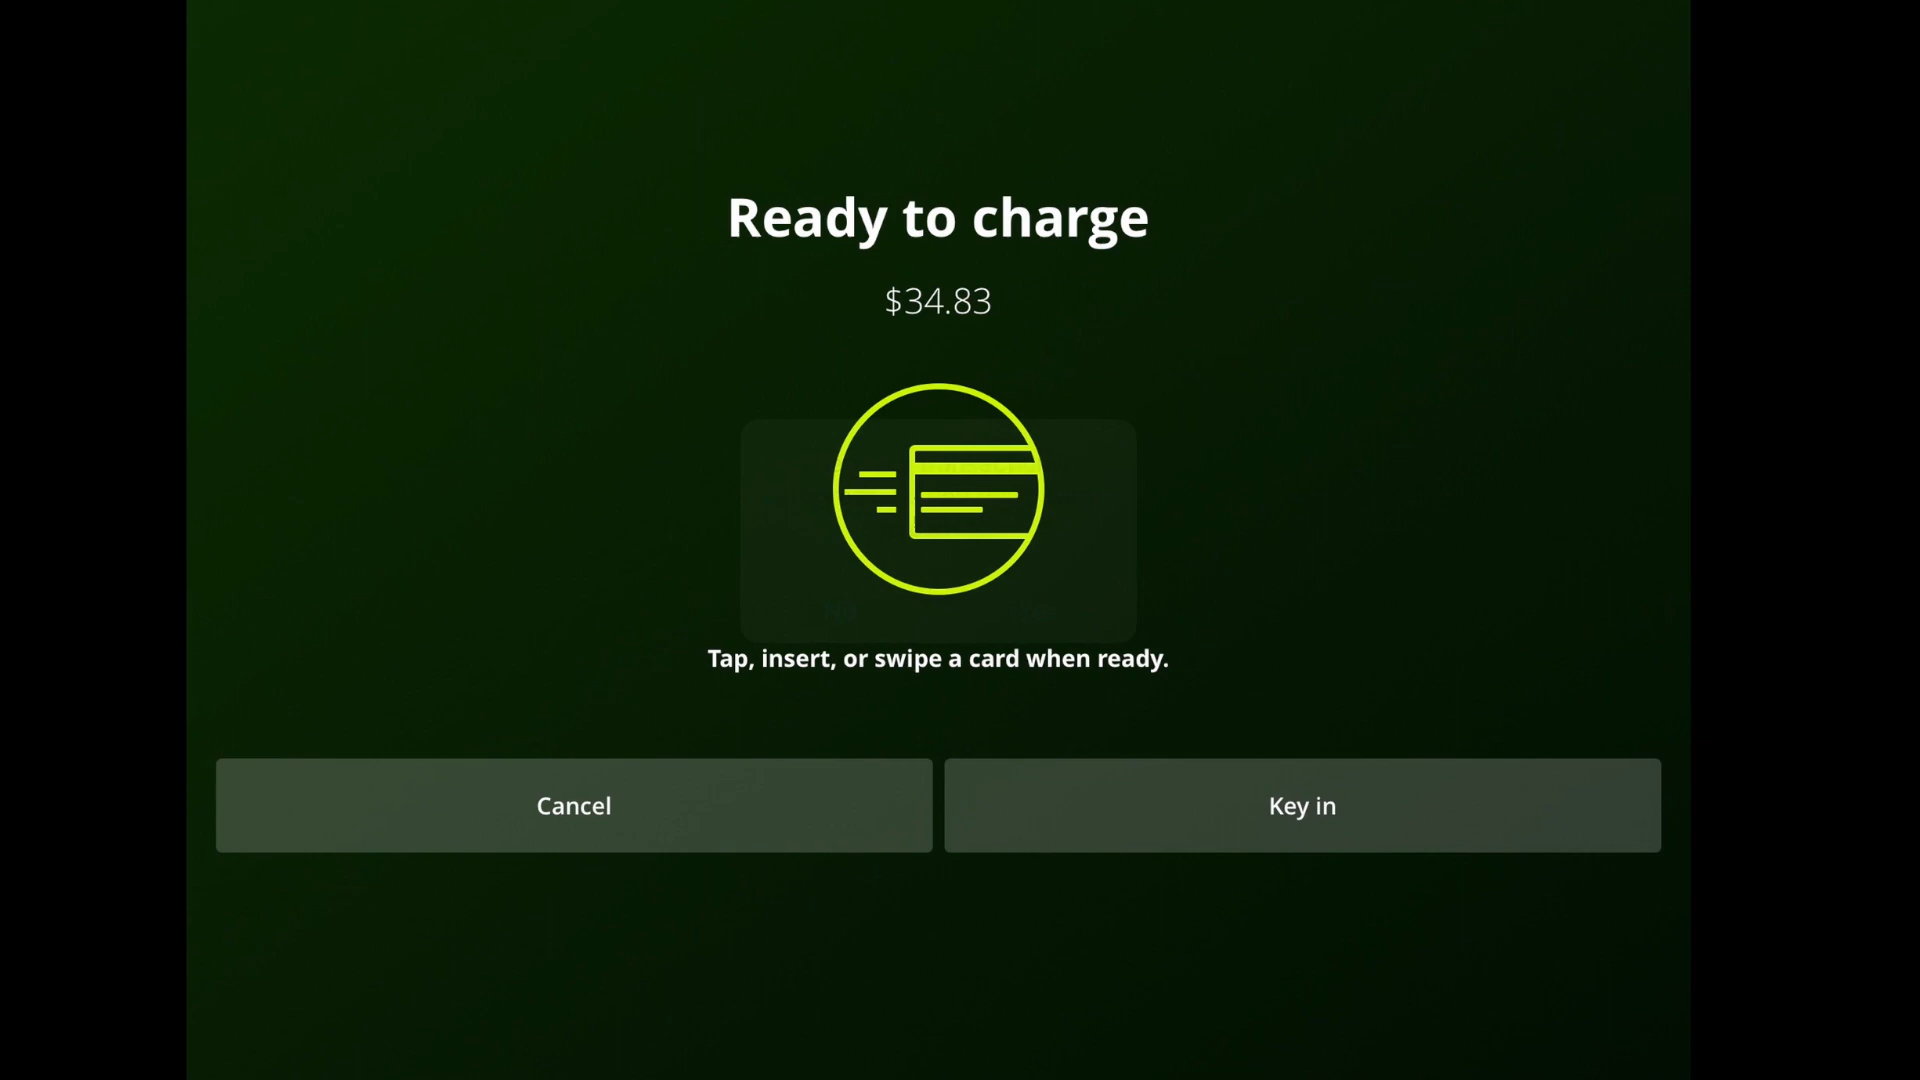 Ready to charge
$34.83
Tap, insert, or swipe a card when ready.
Cancel
Key in